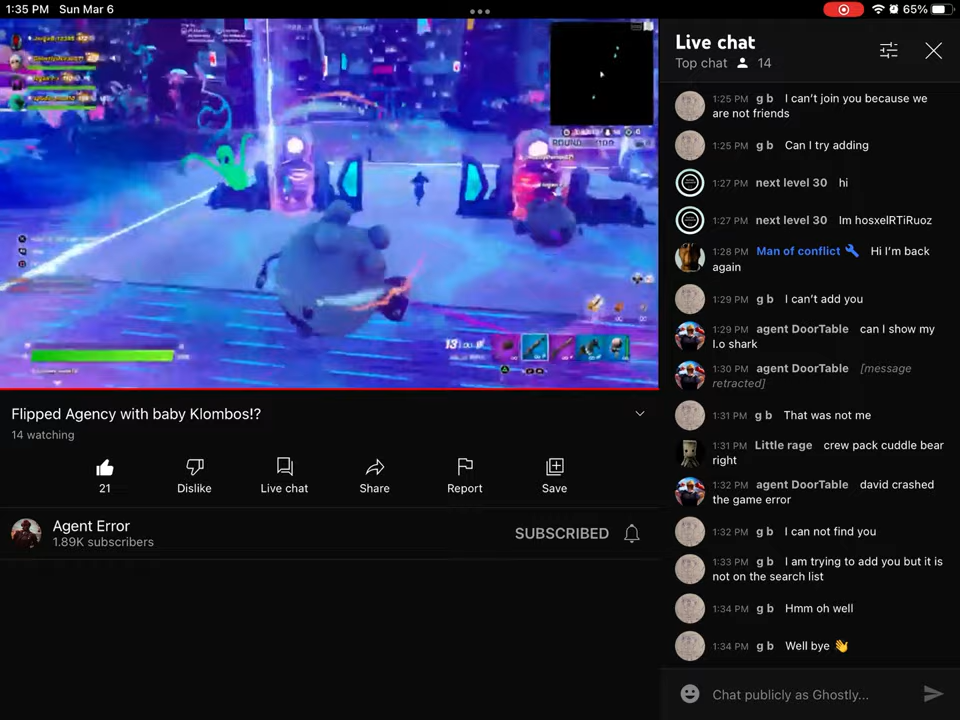 1:35 PM Sun Mar 6
65%
Live chat
Top chat 14
1:25 PM g b I can't join you because we
are not friends
1:25 PM g b Can I try adding
1:27 PM next level 30 hi
1:27 PM next level 30 Im hosxelRTiRuoz
1:28 PM Man of conflict Hi I'm back
again
1:29 PM g b I can't add you
1:29 PM agent DoorTable can I show my
I.o shark
1:30 PM agent DoorTable [message
retracted]
1:31 PM g b That was not me
1:31 PM Little rage crew pack cuddle bear
right
1:32 PM agent DoorTable david crashed
the game error
1:32 PM g b I can not find you
1:33 PM g b I am trying to add you but it is
not on the search list
1:34 PM g b Hmm oh well
1:34 PM g b Well bye 👋
Chat publicly as Ghostly...
Flipped Agency with baby Klombos!?
14 watching
21 Dislike Live chat Share Report Save
Agent Error
1.89K subscribers
SUBSCRIBED